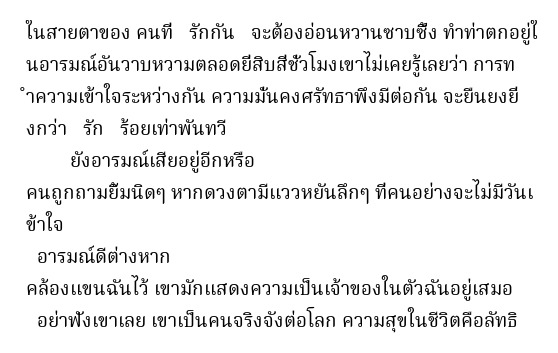 ในสายตาของ คนที่   รักกัน   จะต้องอ่อนหวานซาบซึ้ง ทำท่าตกอยู่ใ
นอารมณ์อันวาบหวามตลอดยี่สิบสี่ชั่วโมงเขาไม่เคยรู้เลยว่า การท
ำความเข้าใจระหว่างกัน ความมั่นคงศรัทธาพึงมีต่อกัน จะยืนยงยิ่
งกว่า   รัก   ร้อยเท่าพันทวี
ยังอารมณ์เสียอยู่อีกหรือ
คนถูกถามยิ้มนิดๆ หากดวงตามีแววหยันลึกๆ ที่คนอย่างจะไม่มีวันเ
ข้าใจ
อารมณ์ดีต่างหาก
คล้องแขนฉันไว้ เขามักแสดงความเป็นเจ้าของในตัวฉันอยู่เสมอ
อย่าฟังเขาเลย เขาเป็นคนจริงจังต่อโลก ความสุขในชีวิตคือลัทธิ